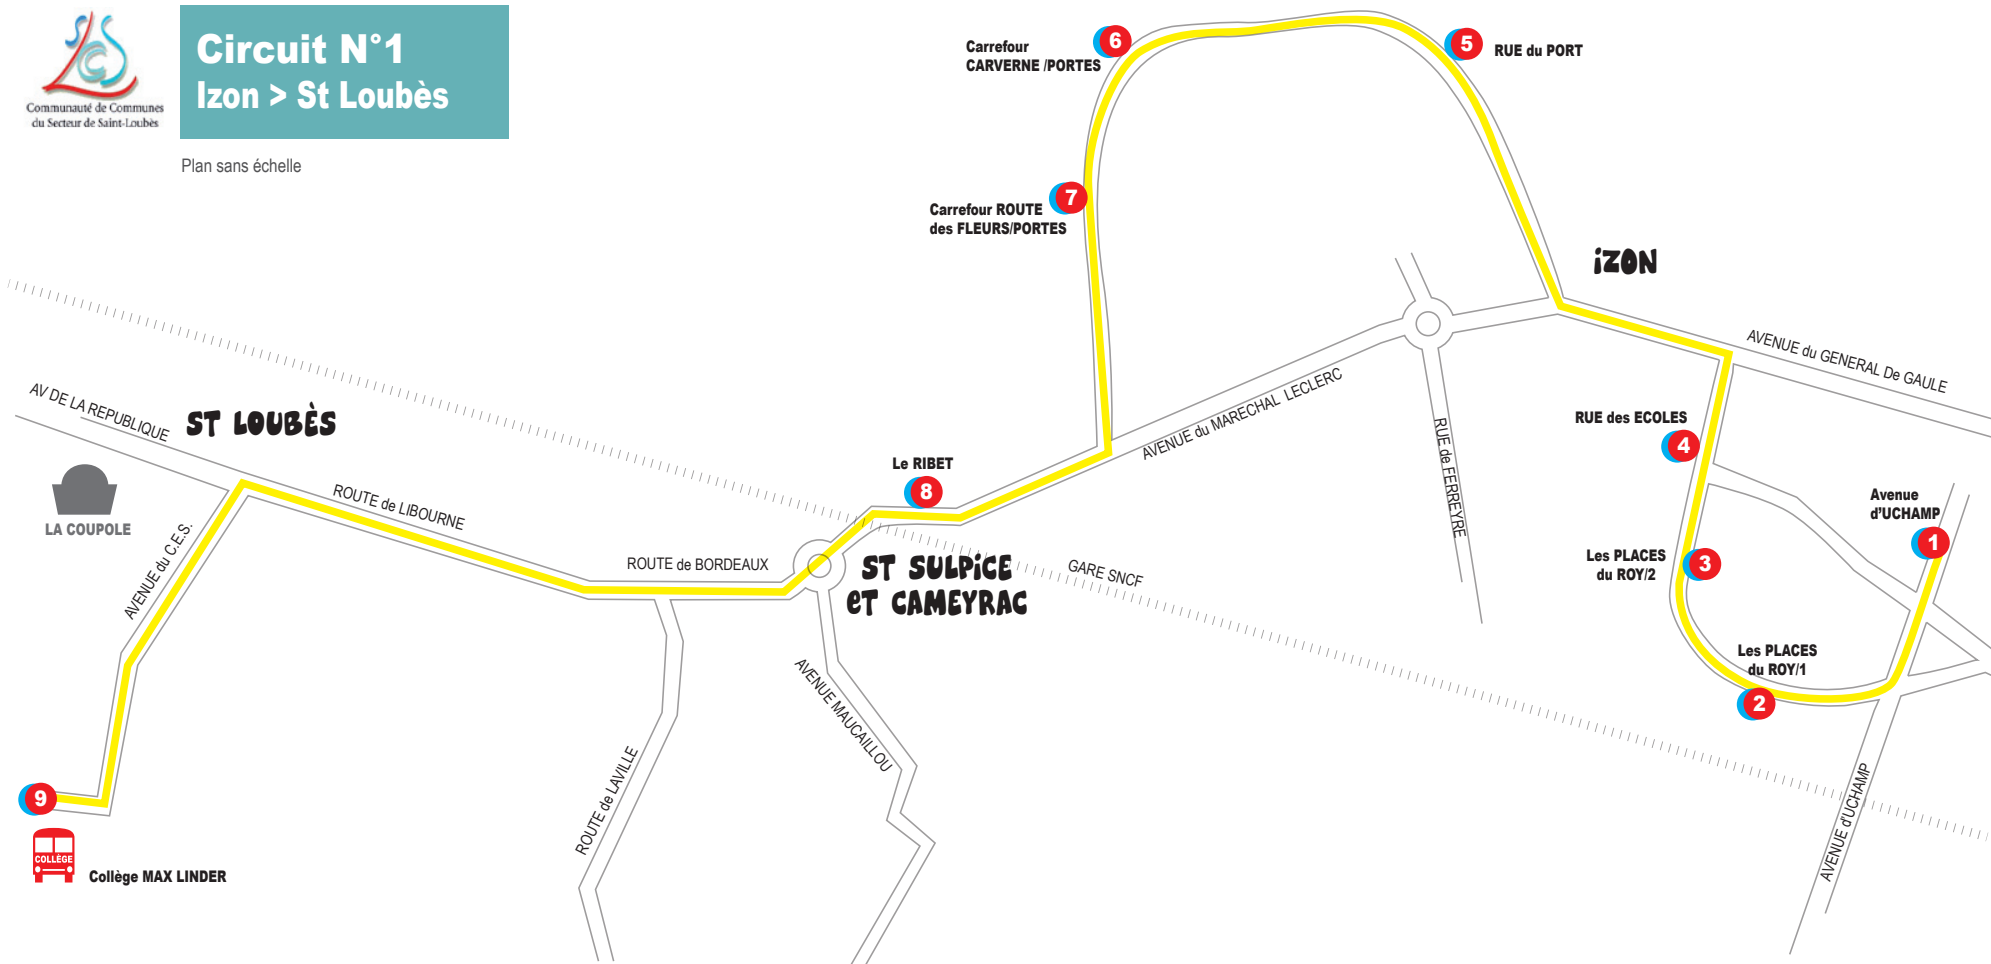 Communauté de Communes
du Secteur de Saint-Loubès
Circuit N°1
Izon > St Loubès
Plan sans échelle
Carrefour
CARVERNE /PORTES
6
5
RUE du PORT
7
Carrefour ROUTE
des FLEURS/PORTES
iZON
AVENUE du GENERAL De GAULE
AV DE LA REPUBLIQUE
ST LOUBÈS
AVENUE du MARECHAL LECLERC
RUE de FERREYRE
RUE des ECOLES
4
Le RIBET
8
ROUTE de LIBOURNE
LA COUPOLE
AVENUE du C.E.S.
Avenue
d'UCHAMP
1
ROUTE de BORDEAUX
ST SULPiCE
eT CAMEYRAC
GARE SNCF
Les PLACES
du ROY/2
3
Les PLACES
du ROY/1
2
AVENUE MAUCAILLOU
ROUTE de LAVILLE
AVENUE d'UCHAMP
9
COLLÈGE
Collège MAX LINDER